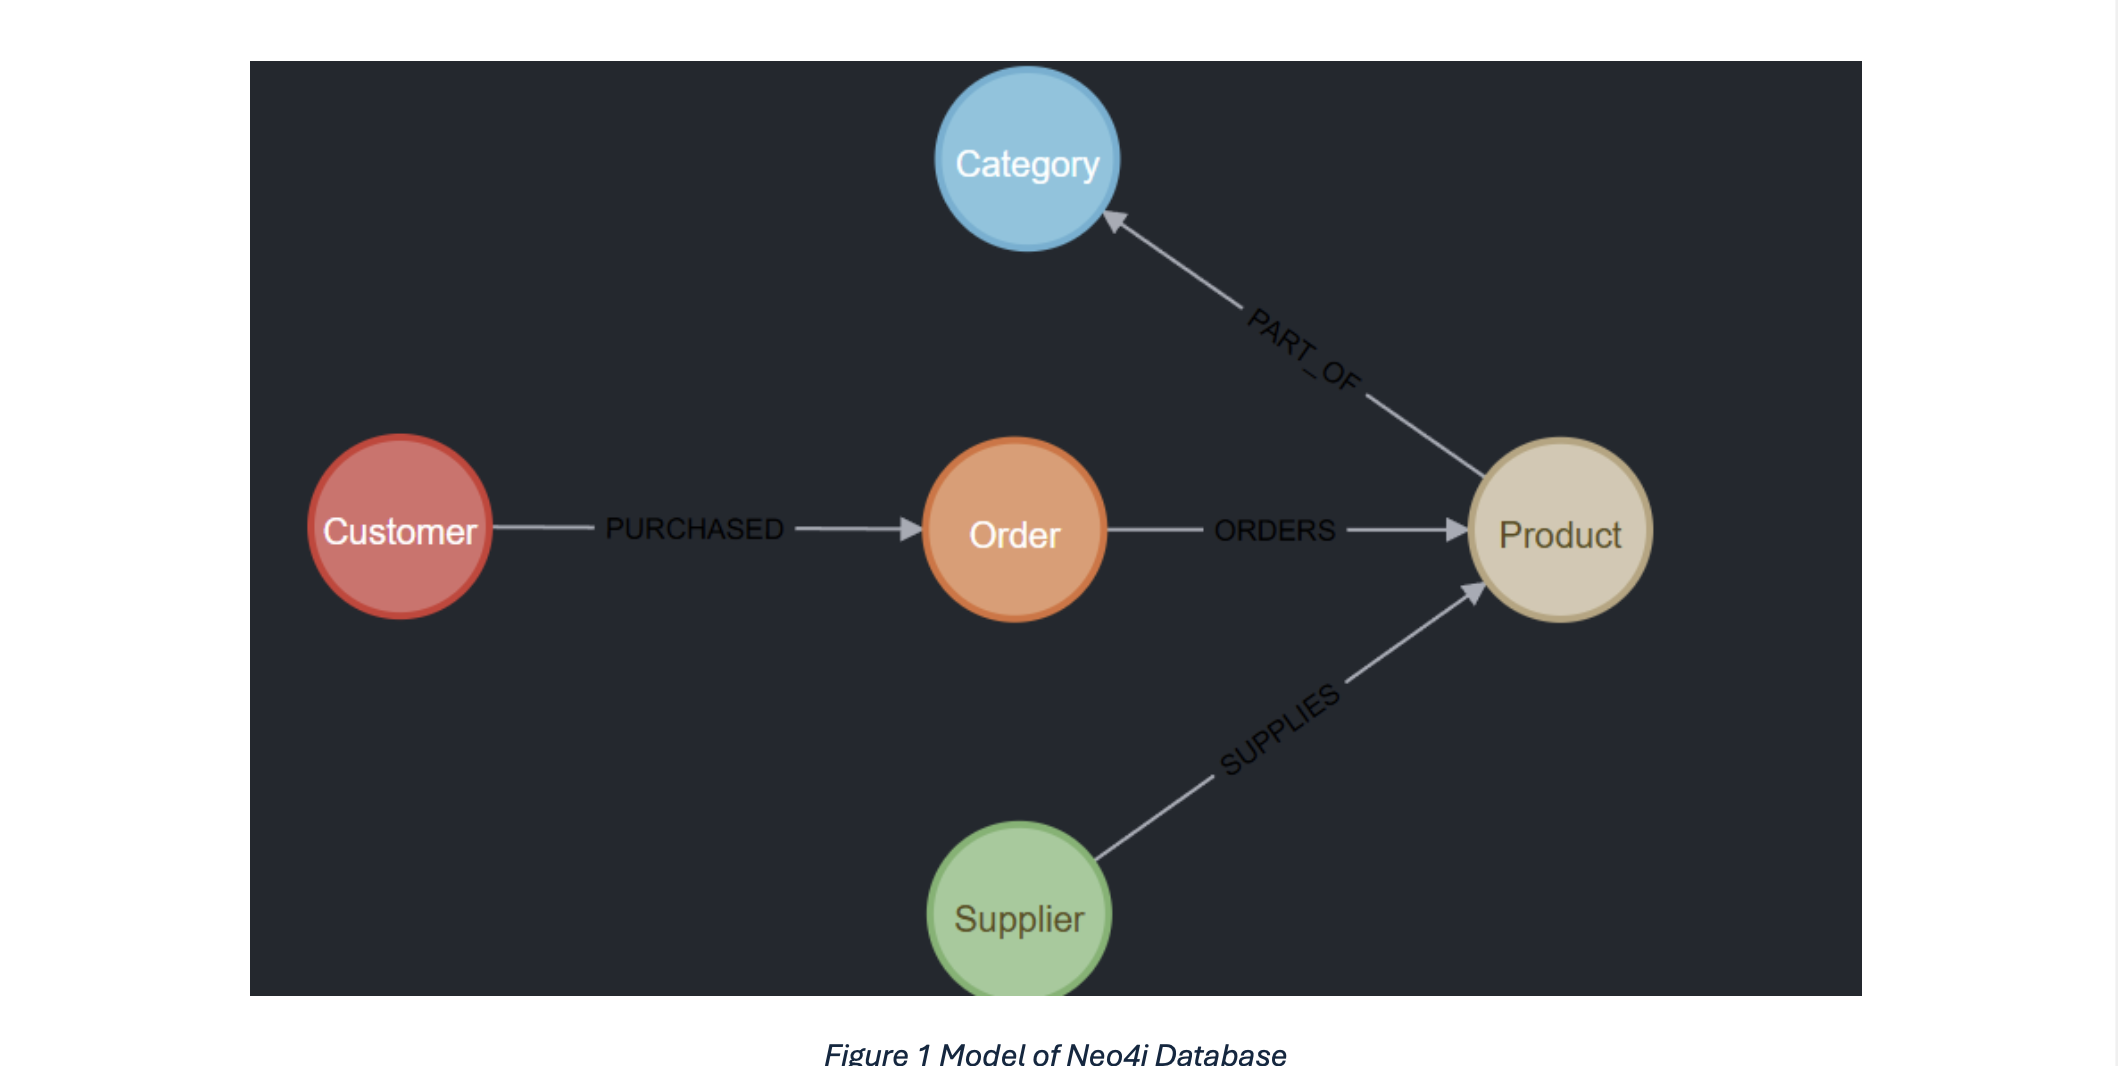 Category
PART_OF
Customer
PURCHASED
Order
ORDERS
Product
SUPPLIES
Supplier
Figure 1 Model of Neo4j Database